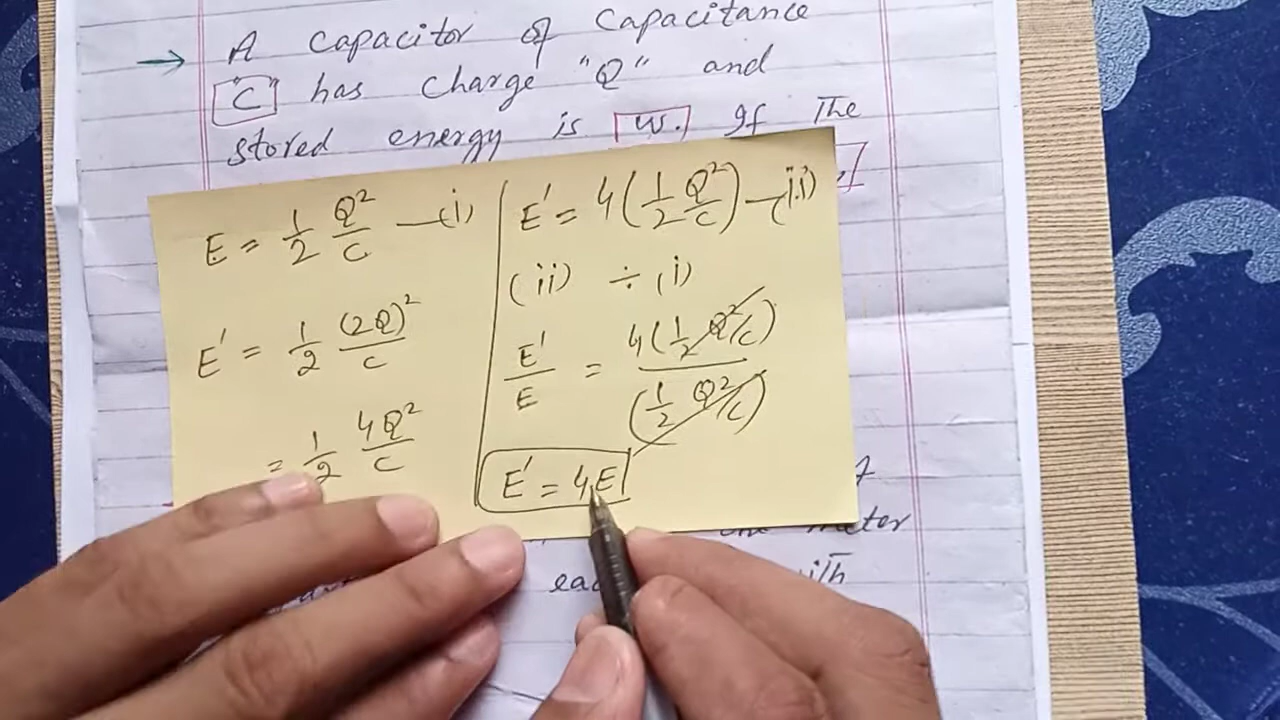 A capacitor of capacitance
"C" has charge "Q" and
stored energy is W. If The
E = 1/2 Q²/C —(i)
E' = 1/2 (2Q)²/C
= 1/2 4Q²/C
E' = 4(1/2 Q²/C) —(ii)
(ii) ÷ (i)
E'/E = 4(1/2 Q²/C)/(1/2 Q²/C)
E' = 4E
meter